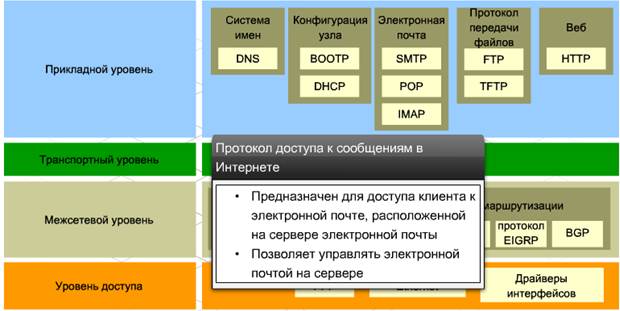 Прикладной уровень
Система
имен
DNS
Конфигурация
узла
BOOTP
DHCP
Электронная
почта
SMTP
POP
IMAP
Протокол
передачи
файлов
FTP
TFTP
Веб
HTTP
Транспортный уровень
Протокол доступа к сообщениям в
Интернете
• Предназначен для доступа клиента к
электронной почте, расположенной
на сервере электронной почты
• Позволяет управлять электронной
почтой на сервере
Межсетевой уровень
маршрутизации
протокол
EIGRP
BGP
Уровень доступа
Драйверы
интерфейсов